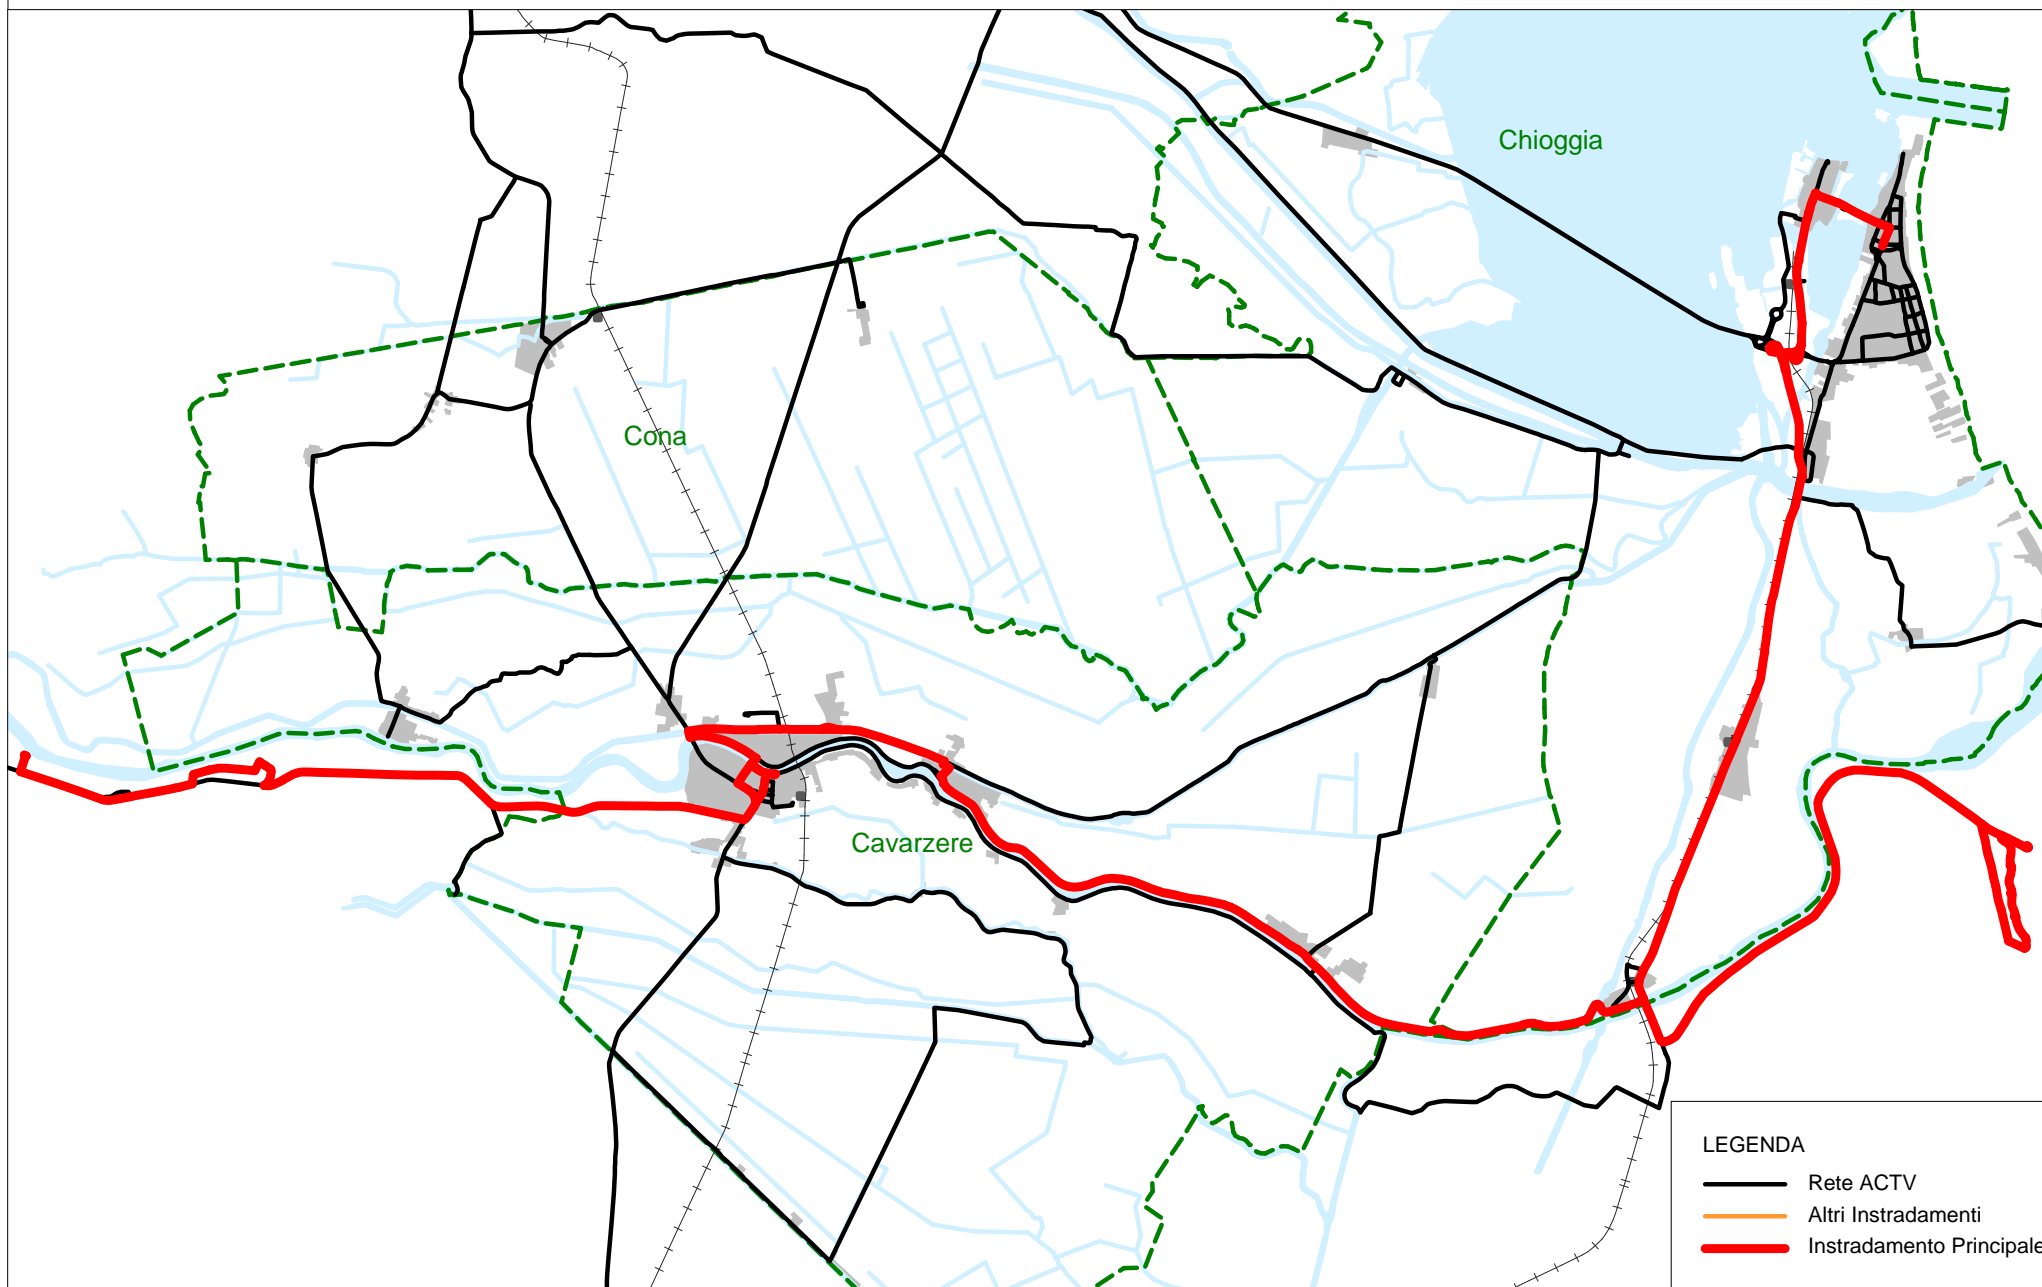 Chioggia
Cona
Cavarzere
LEGENDA
Rete ACTV
Altri Instradamenti
Instradamento Principale